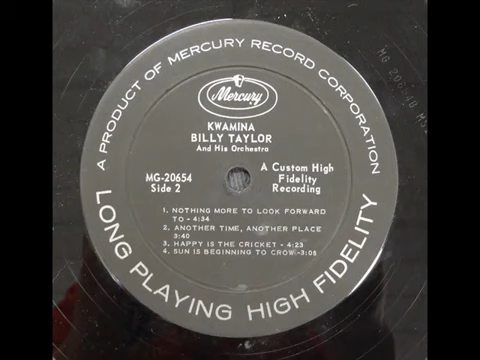 A PRODUCT OF MERCURY RECORD CORPORATION
Mercury
KWAMINA
BILLY TAYLOR
And His Orchestra
MG-20654
Side 2
A Custom High
Fidelity
Recording
1. NOTHING MORE TO LOOK FORWARD
TO - 4:34
2. ANOTHER TIME, ANOTHER PLACE
3:40
3. HAPPY IS THE CRICKET - 4:23
4. SUN IS BEGINNING TO CROW -3:05
LONG PLAYING HIGH FIDELITY